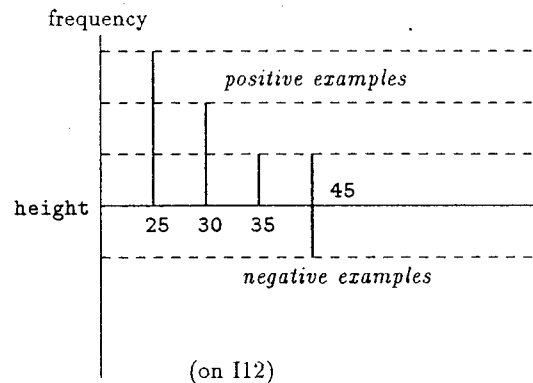 frequency
positive examples
45
height
25 30 35
negative examples
(on I12)